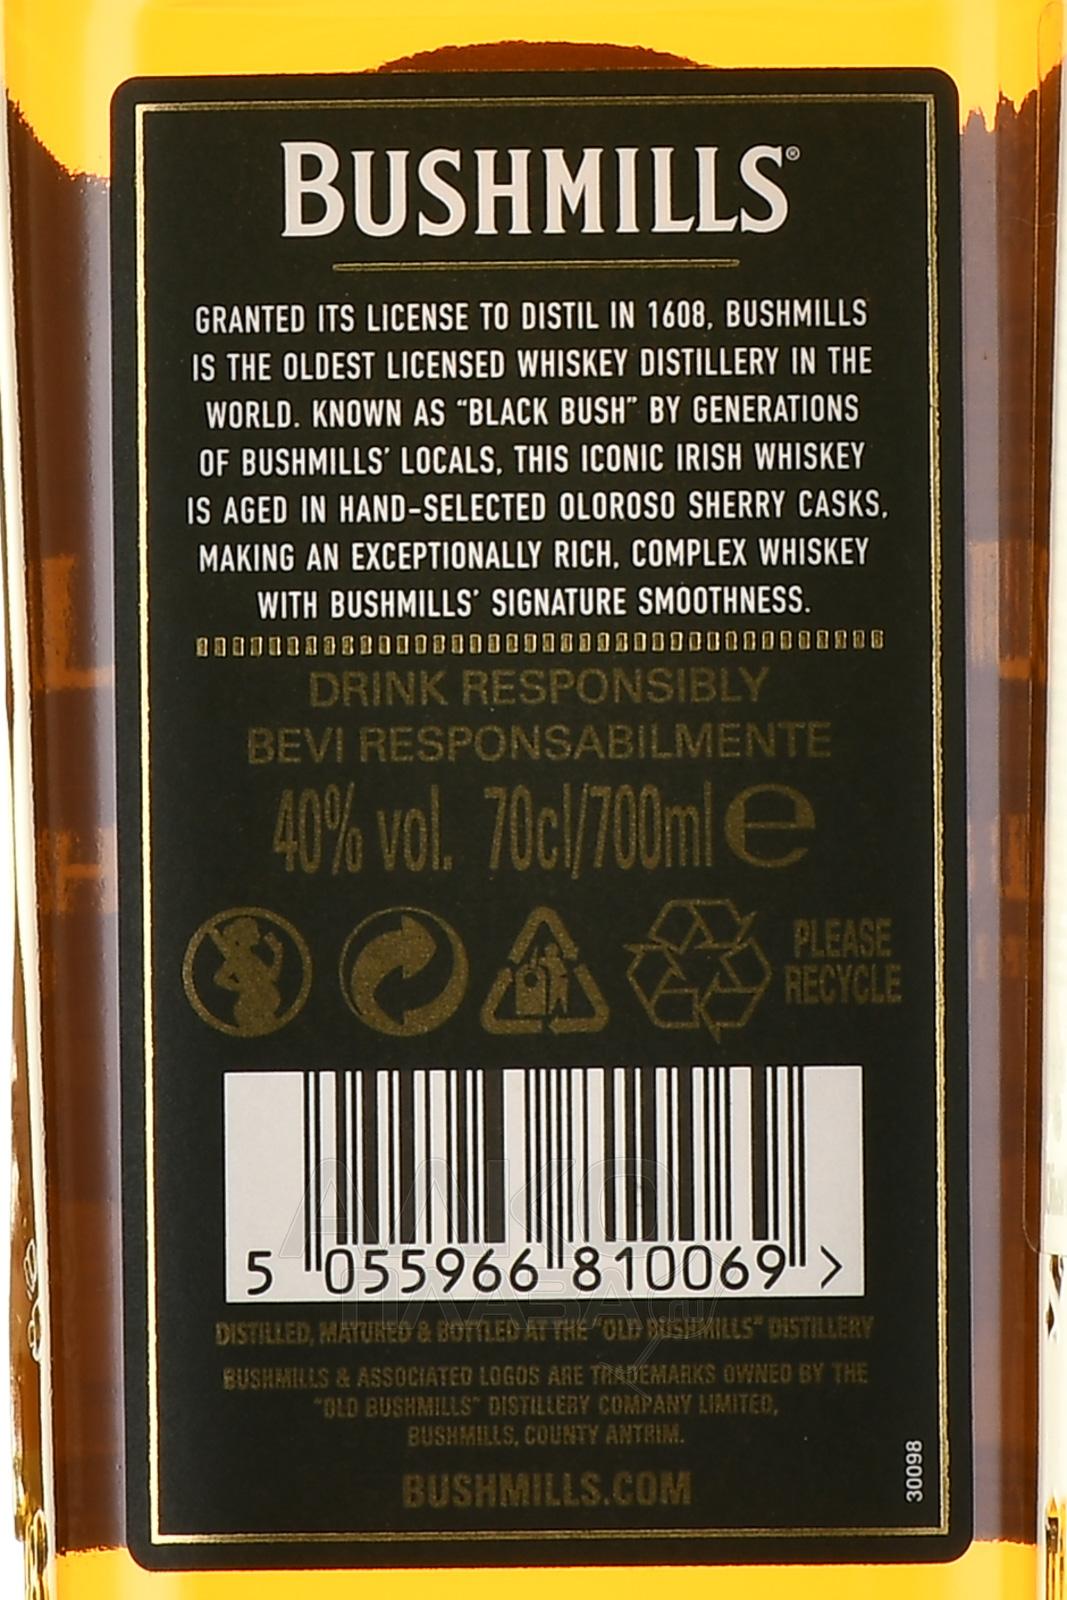 BUSHMILLS®
GRANTED ITS LICENSE TO DISTIL IN 1608, BUSHMILLS
IS THE OLDEST LICENSED WHISKEY DISTILLERY IN THE
WORLD. KNOWN AS "BLACK BUSH" BY GENERATIONS
OF BUSHMILLS' LOCALS, THIS ICONIC IRISH WHISKEY
IS AGED IN HAND-SELECTED OLOROSO SHERRY CASKS,
MAKING AN EXCEPTIONALLY RICH, COMPLEX WHISKEY
WITH BUSHMILLS' SIGNATURE SMOOTHNESS.
DRINK RESPONSIBLY
BEVI RESPONSABILMENTE
40% vol. 70cl/700ml e
PLEASE
RECYCLE
5 055966 810069 >
DISTILLED, MATURED & BOTTLED AT THE "OLD BUSHMILLS" DISTILLERY
BUSHMILLS & ASSOCIATED LOGOS ARE TRADEMARKS OWNED BY THE
"OLD BUSHMILLS" DISTILLERY COMPANY LIMITED,
BUSHMILLS, COUNTY ANTRIM.
BUSHMILLS.COM
30098